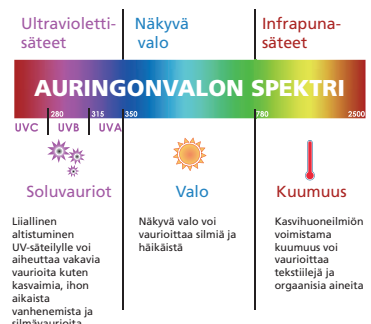 Ultravioletti-
säteet
Näkyvä
valo
Infrapuna-
säteet
AURINGONVALON SPEKTRI
280 315 350 780 2500
UVC UVB UVA
Soluvauriot
Valo
Kuumuus
Liiallinen
altistuminen
UV-säteilylle voi
aiheuttaa vakavia
vaurioita kuten
kasvaimia, ihon
aikaista
vanhenemista ja
silmävaurioita
Näkyvä valo voi
vaurioittaa silmiä ja
häikäistä
Kasvihuoneilmiön
voimistama
kuumuus voi
vaurioittaa
tekstiilejä ja
orgaanisia aineita